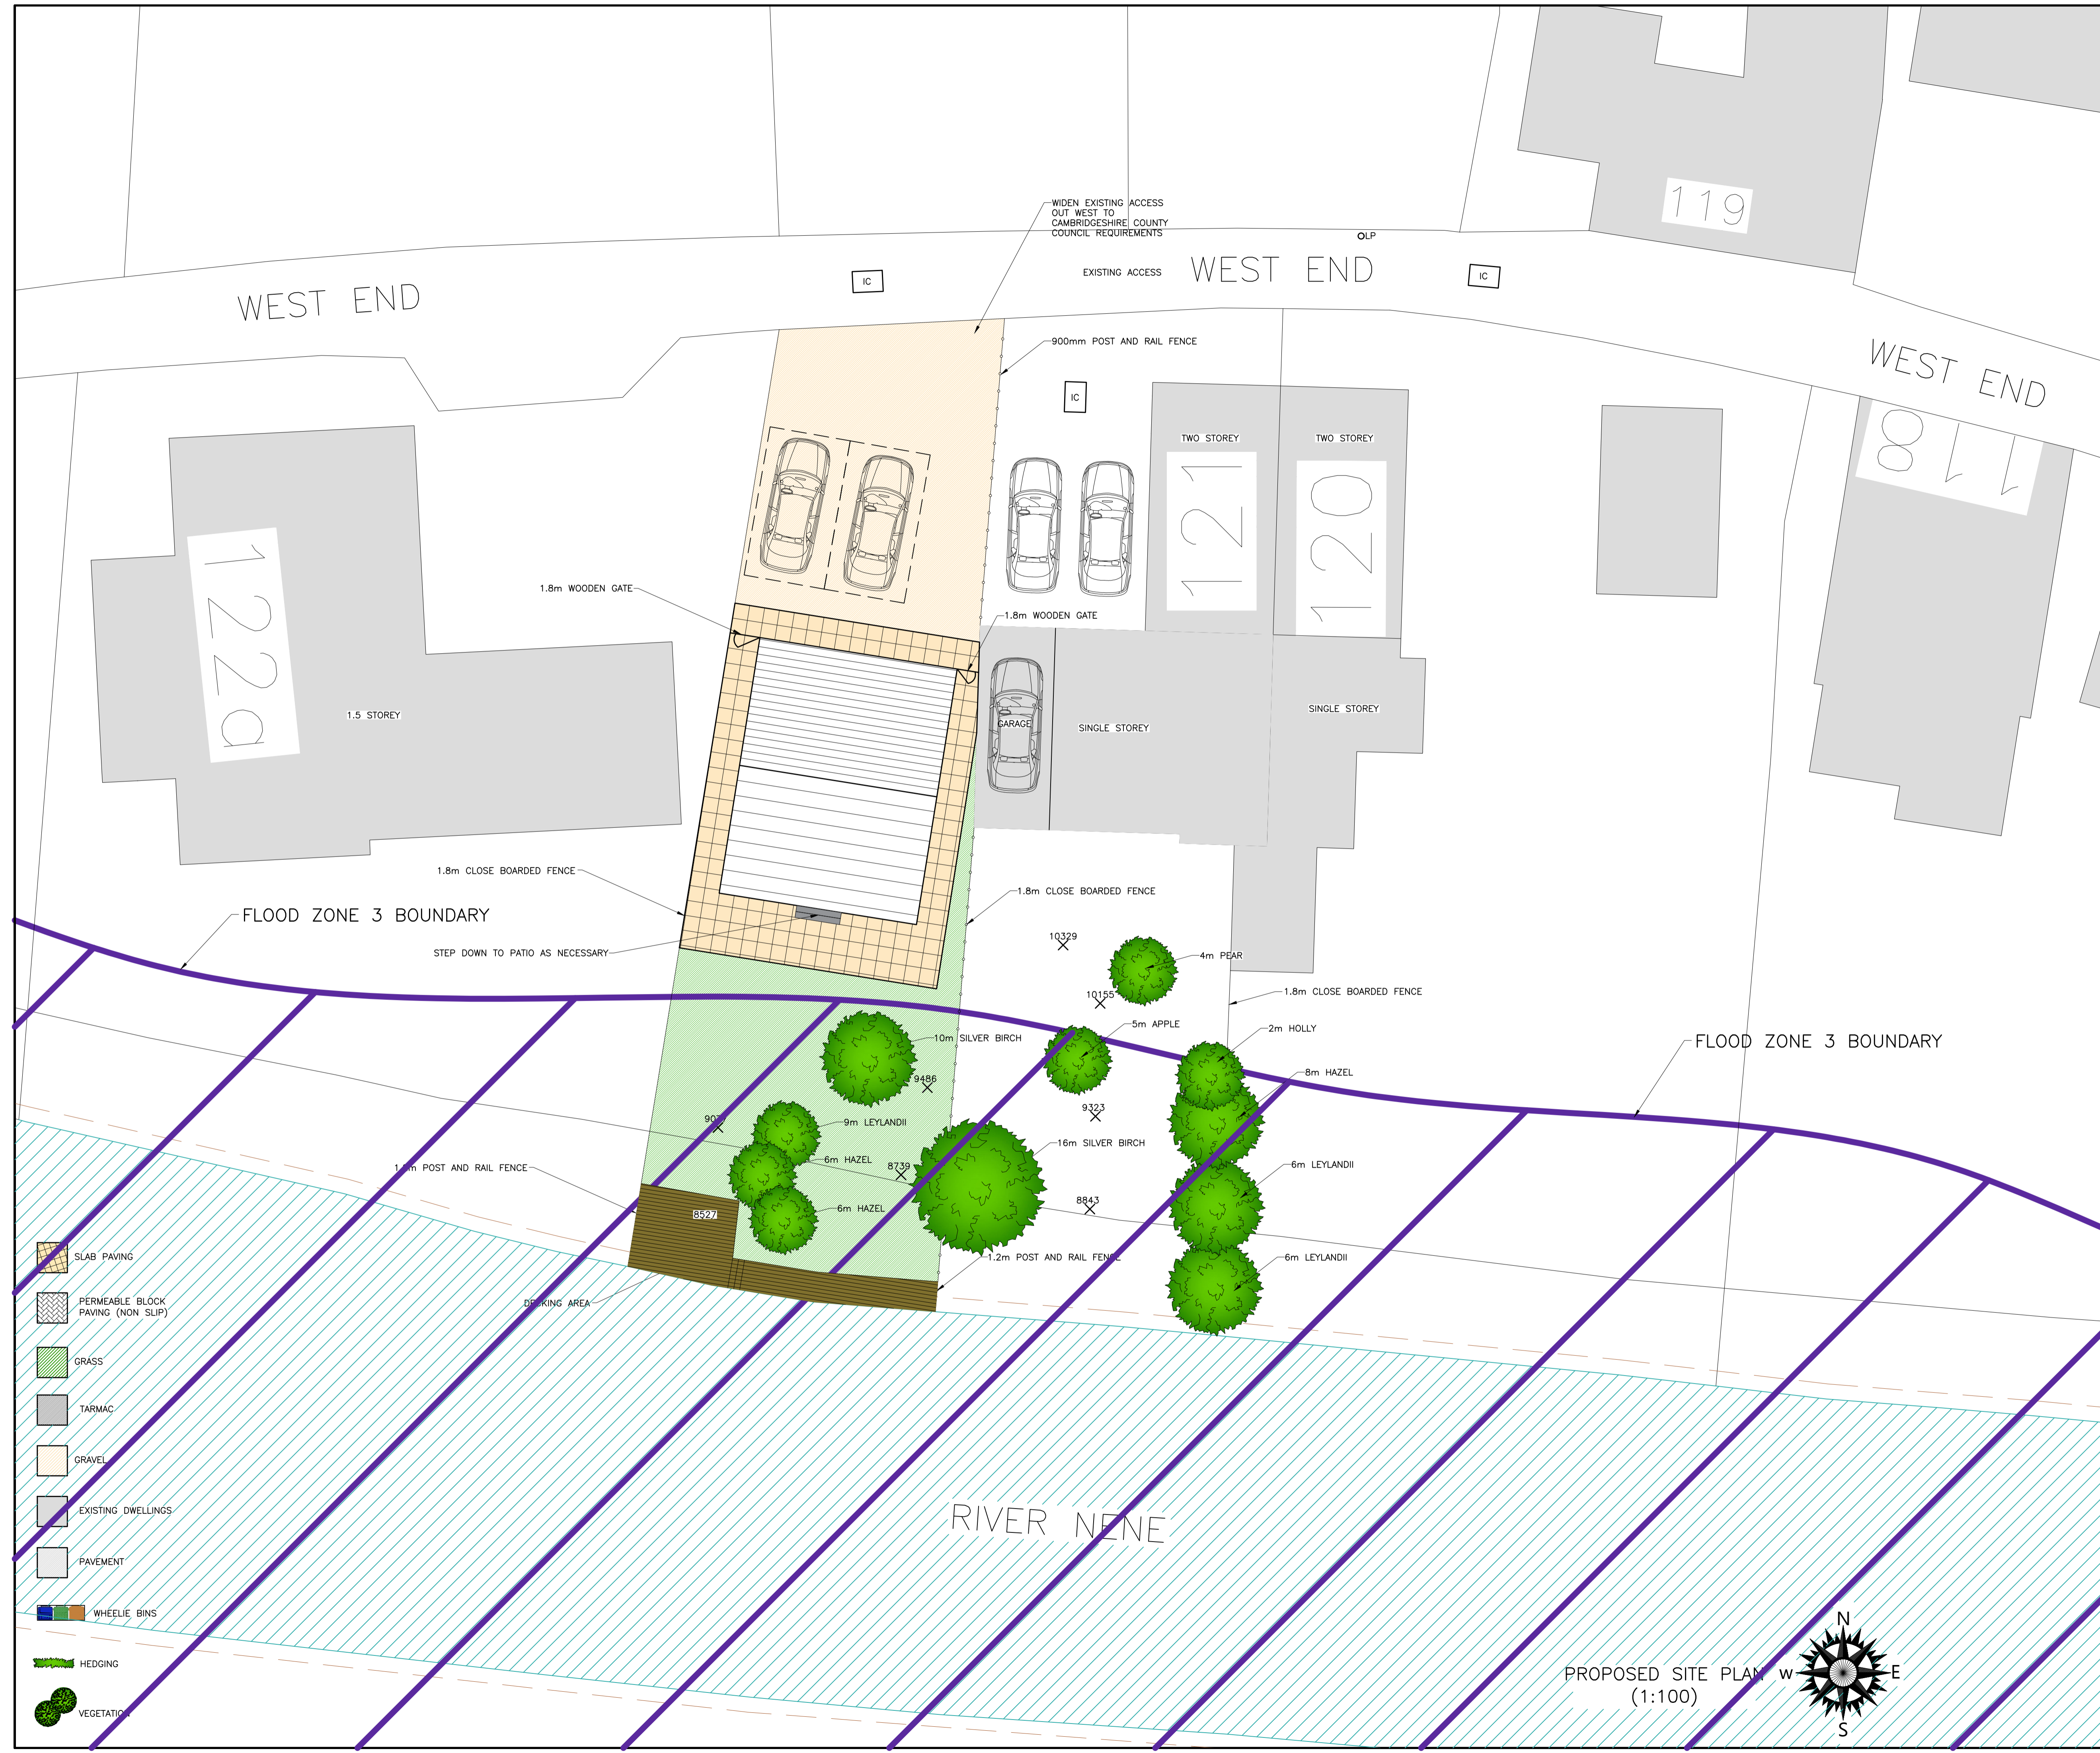 119
WIDEN EXISTING ACCESS
OUT WEST TO
CAMBRIDGESHIRE COUNTY
COUNCIL REQUIREMENTS
LP
EXISTING ACCESS
WEST END
IC
IC
WEST END
900mm POST AND RAIL FENCE
WEST END
IC
118
TWO STOREY
TWO STOREY
121
120
122a
1.8m WOODEN GATE
1.8m WOODEN GATE
1.5 STOREY
GARAGE
SINGLE STOREY
SINGLE STOREY
1.8m CLOSE BOARDED FENCE
1.8m CLOSE BOARDED FENCE
FLOOD ZONE 3 BOUNDARY
STEP DOWN TO PATIO AS NECESSARY
10329
4m PEAR
10155
1.8m CLOSE BOARDED FENCE
5m APPLE
2m HOLLY
10m SILVER BIRCH
FLOOD ZONE 3 BOUNDARY
8m HAZEL
9486
9323
9m LEYLANDII
16m SILVER BIRCH
6m HAZEL
8739
POST AND RAIL FENCE
6m LEYLANDII
8843
6m HAZEL
8527
SLAB PAVING
1.2m POST AND RAIL FENCE
6m LEYLANDII
DECKING AREA
PERMEABLE BLOCK
PAVING (NON SLIP)
GRASS
TARMAC
GRAVEL
EXISTING DWELLINGS
RIVER NENE
PAVEMENT
WHEELIE BINS
HEDGING
VEGETATION
PROPOSED SITE PLAN
(1:100)
N
W
E
S